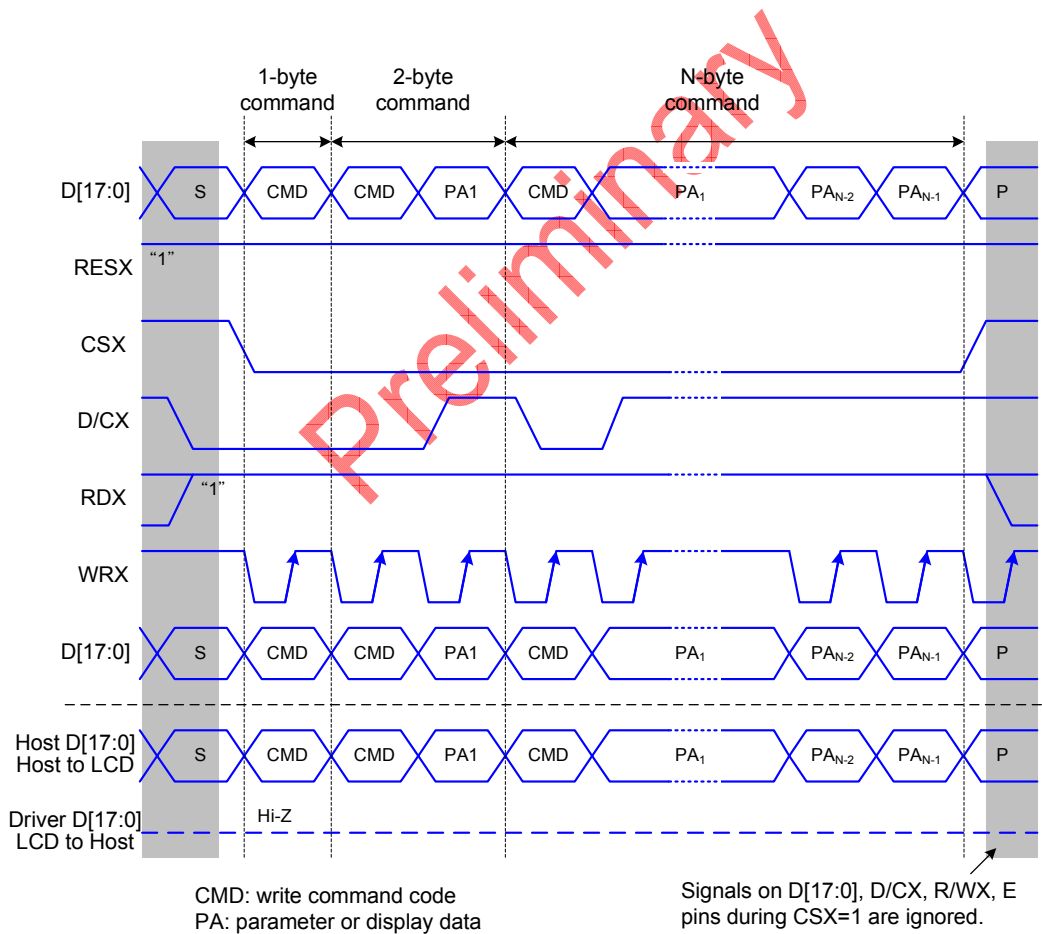 1-byte
command
2-byte
command
N-byte
command
D[17:0]
S
CMD
CMD
PA1
CMD
PA1
PAN-2
PAN-1
P
RESX
“1”
CSX
D/CX
RDX
“1”
WRX
D[17:0]
S
CMD
CMD
PA1
CMD
PA1
PAN-2
PAN-1
P
Host D[17:0]
Host to LCD
S
CMD
CMD
PA1
CMD
PA1
PAN-2
PAN-1
P
Driver D[17:0]
LCD to Host
Hi-Z
CMD: write command code
PA: parameter or display data
Signals on D[17:0], D/CX, R/WX, E
pins during CSX=1 are ignored.
Preliminary